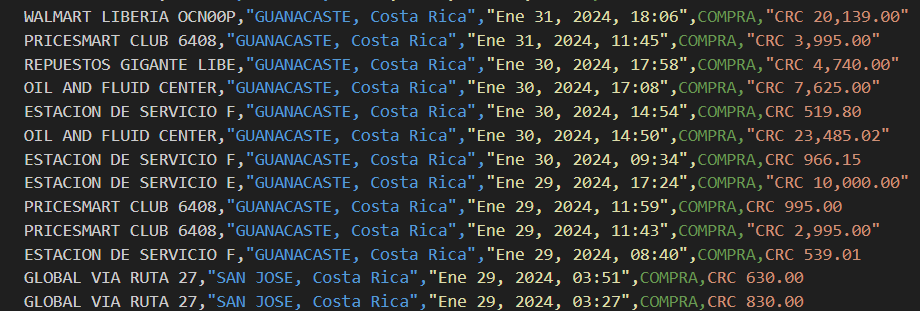 WALMART LIBERIA OCN00P,"GUANACASTE, Costa Rica","Ene 31, 2024, 18:06",COMPRA,"CRC 20,139.00"
PRICESMART CLUB 6408,"GUANACASTE, Costa Rica","Ene 31, 2024, 11:45",COMPRA,"CRC 3,995.00"
REPUESTOS GIGANTE LIBE,"GUANACASTE, Costa Rica","Ene 30, 2024, 17:58",COMPRA,"CRC 4,740.00"
OIL AND FLUID CENTER,"GUANACASTE, Costa Rica","Ene 30, 2024, 17:08",COMPRA,"CRC 7,625.00"
ESTACION DE SERVICIO F,"GUANACASTE, Costa Rica","Ene 30, 2024, 14:54",COMPRA,CRC 519.80
OIL AND FLUID CENTER,"GUANACASTE, Costa Rica","Ene 30, 2024, 14:50",COMPRA,"CRC 23,485.02"
ESTACION DE SERVICIO F,"GUANACASTE, Costa Rica","Ene 30, 2024, 09:34",COMPRA,CRC 966.15
ESTACION DE SERVICIO E,"GUANACASTE, Costa Rica","Ene 29, 2024, 17:24",COMPRA,"CRC 10,000.00"
PRICESMART CLUB 6408,"GUANACASTE, Costa Rica","Ene 29, 2024, 11:59",COMPRA,CRC 995.00
PRICESMART CLUB 6408,"GUANACASTE, Costa Rica","Ene 29, 2024, 11:43",COMPRA,"CRC 2,995.00"
ESTACION DE SERVICIO F,"GUANACASTE, Costa Rica","Ene 29, 2024, 08:40",COMPRA,CRC 539.01
GLOBAL VIA RUTA 27,"SAN JOSE, Costa Rica","Ene 29, 2024, 03:51",COMPRA,CRC 630.00
GLOBAL VIA RUTA 27,"SAN JOSE, Costa Rica","Ene 29, 2024, 03:27",COMPRA,CRC 830.00